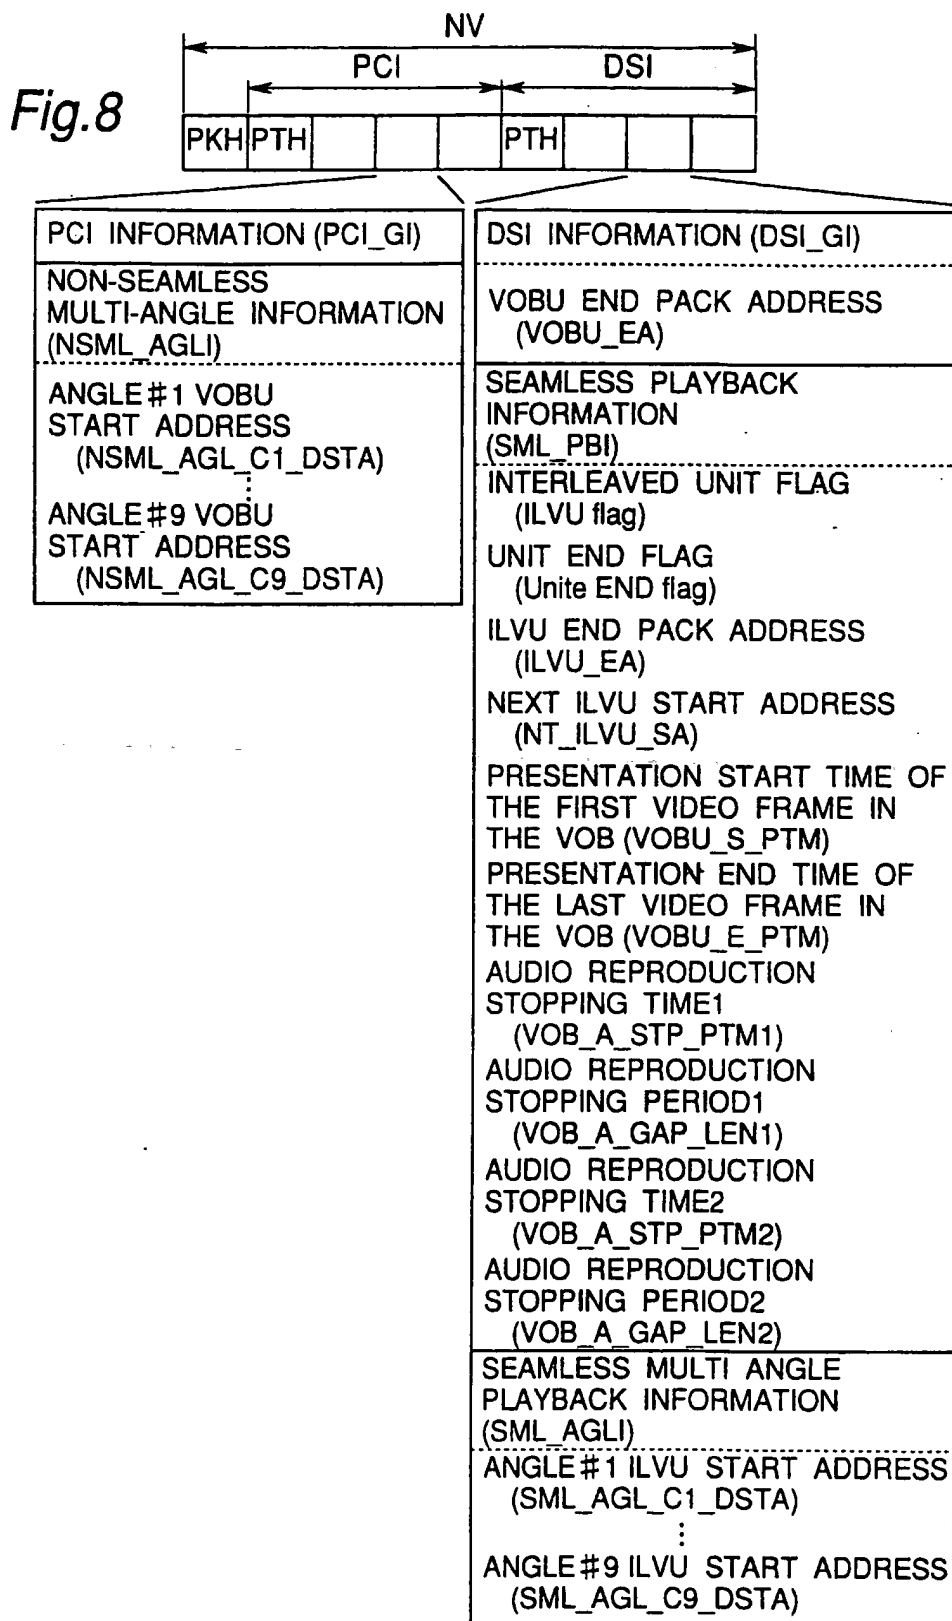 NV
PCI DSI
Fig.8
PKH PTH PTH
PCI INFORMATION (PCI_GI)
NON-SEAMLESS
MULTI-ANGLE INFORMATION
(NSML_AGLI)
ANGLE#1 VOBU
START ADDRESS
(NSML_AGL_C1_DSTA)
ANGLE#9 VOBU
START ADDRESS
(NSML_AGL_C9_DSTA)
DSI INFORMATION (DSI_GI)
VOBU END PACK ADDRESS
(VOBU_EA)
SEAMLESS PLAYBACK
INFORMATION
(SML_PBI)
INTERLEAVED UNIT FLAG
(ILVU flag)
UNIT END FLAG
(Unite END flag)
ILVU END PACK ADDRESS
(ILVU_EA)
NEXT ILVU START ADDRESS
(NT_ILVU_SA)
PRESENTATION START TIME OF
THE FIRST VIDEO FRAME IN
THE VOB (VOBU_S_PTM)
PRESENTATION END TIME OF
THE LAST VIDEO FRAME IN
THE VOB (VOBU_E_PTM)
AUDIO REPRODUCTION
STOPPING TIME1
(VOB_A_STP_PTM1)
AUDIO REPRODUCTION
STOPPING PERIOD1
(VOB_A_GAP_LEN1)
AUDIO REPRODUCTION
STOPPING TIME2
(VOB_A_STP_PTM2)
AUDIO REPRODUCTION
STOPPING PERIOD2
(VOB_A_GAP_LEN2)
SEAMLESS MULTI ANGLE
PLAYBACK INFORMATION
(SML_AGLI)
ANGLE#1 ILVU START ADDRESS
(SML_AGL_C1_DSTA)
ANGLE#9 ILVU START ADDRESS
(SML_AGL_C9_DSTA)